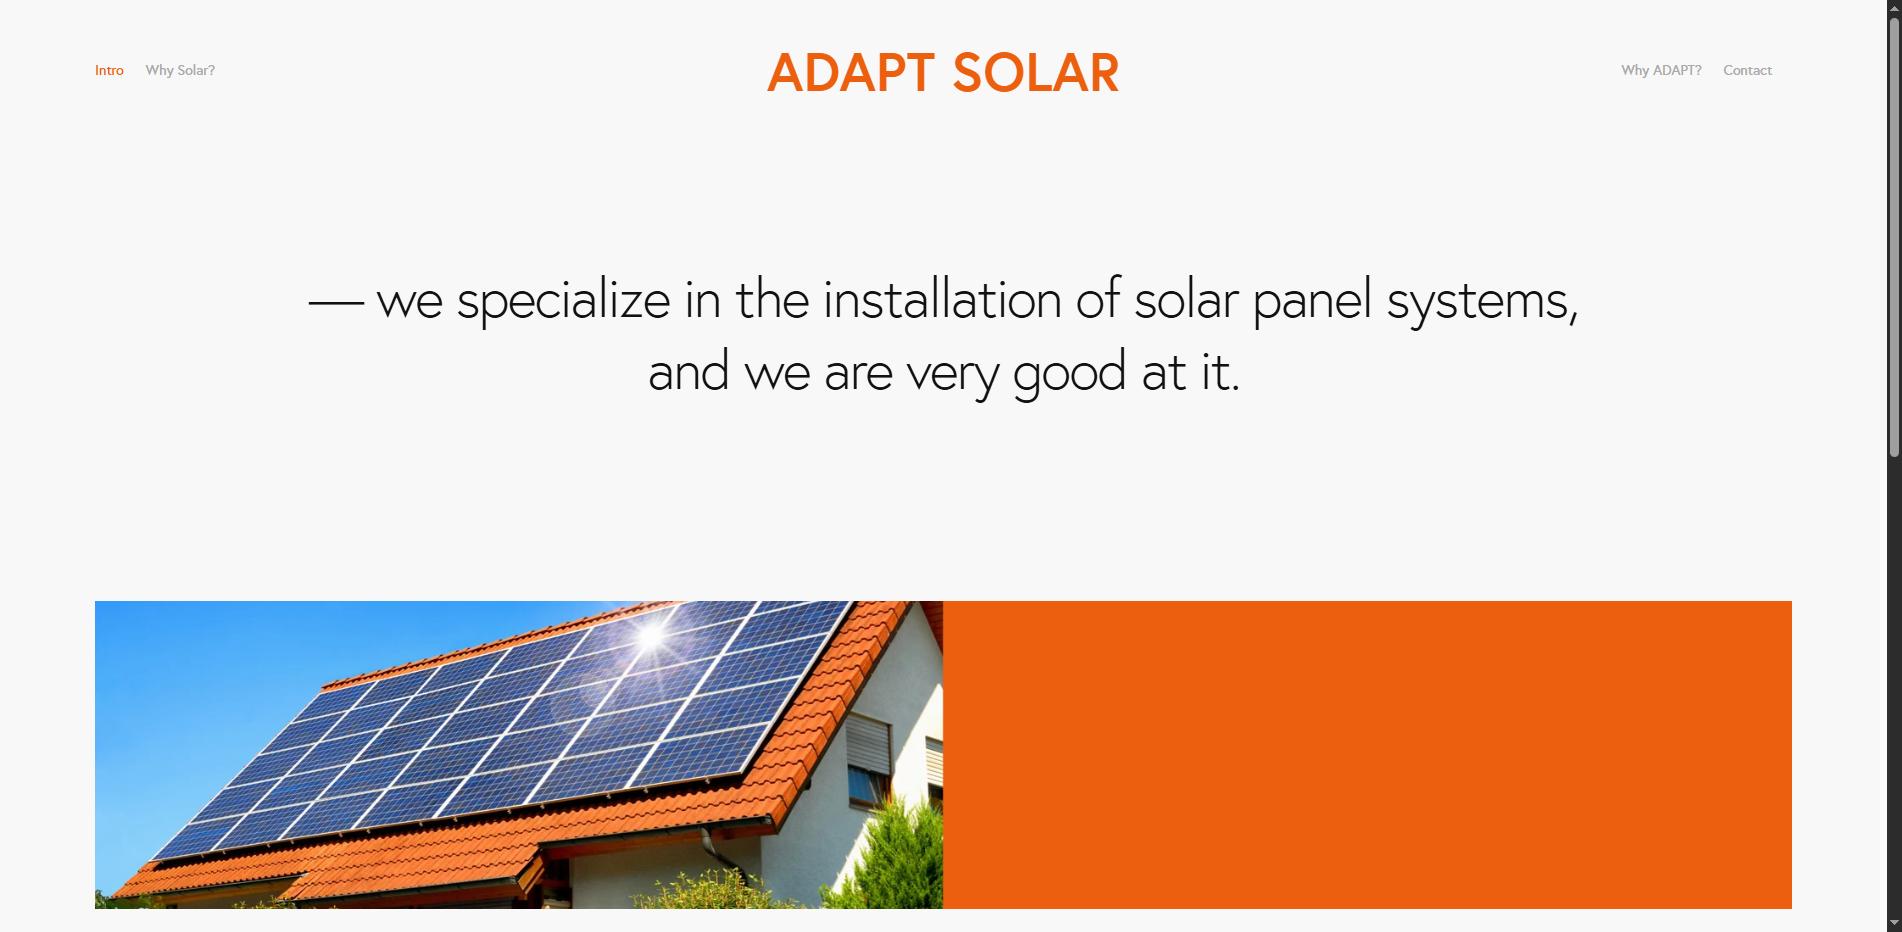 Intro
Why Solar?
ADAPT SOLAR
Why ADAPT?
Contact
— we specialize in the installation of solar panel systems,
and we are very good at it.